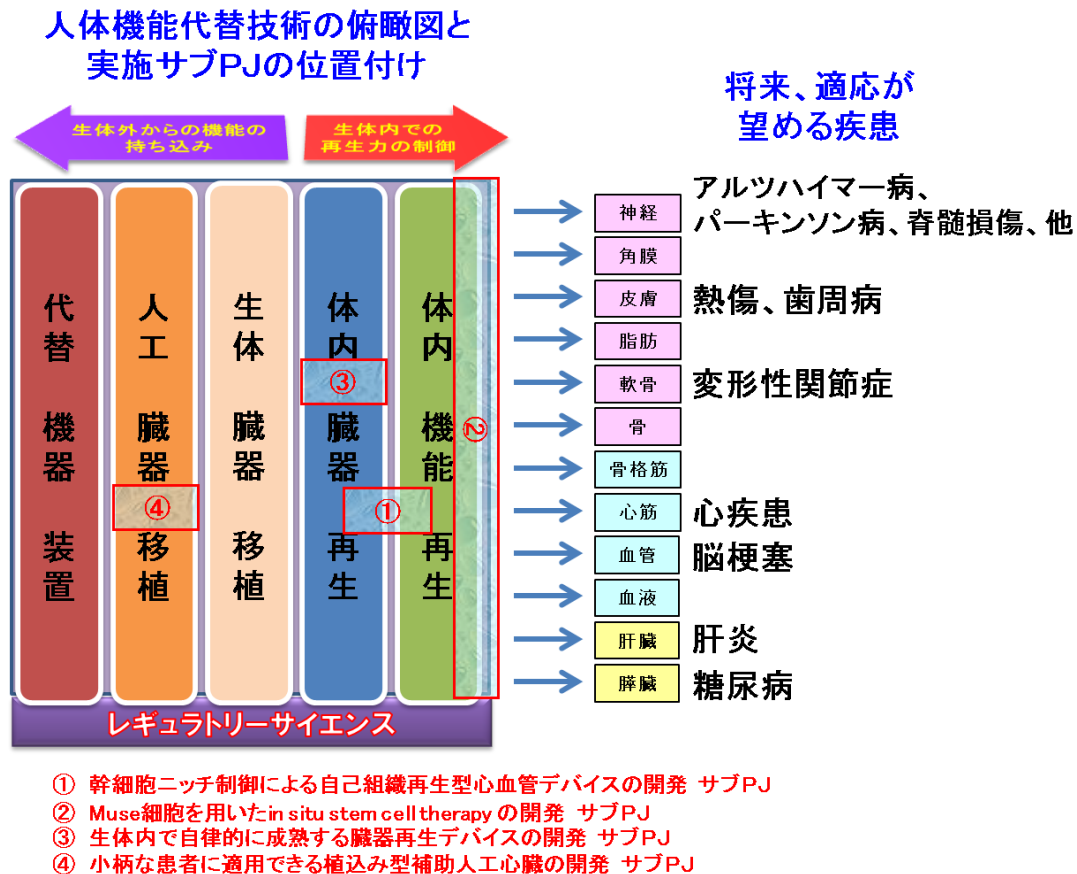 人体機能代替技術の俯瞰図と
実施サブPJの位置付け
将来、適応が
望める疾患
生体外からの機能の
持ち込み
生体内での
再生力の制御
代替機器装置
人工臓器移植
生体臓器移植
体内臓器再生
体内機能再生
③
②
①
④
神経
アルツハイマー病、
パーキンソン病、脊髄損傷、他
角膜
皮膚
熱傷、歯周病
脂肪
軟骨
変形性関節症
骨
骨格筋
心筋
心疾患
血管
脳梗塞
血液
肝臓
肝炎
膵臓
糖尿病
レギュラトリーサイエンス
① 幹細胞ニッチ制御による自己組織再生型心血管デバイスの開発 サブPJ
② Muse細胞を用いたin situ stem cell therapy の開発 サブPJ
③ 生体内で自律的に成熟する臓器再生デバイスの開発 サブPJ
④ 小柄な患者に適用できる植込み型補助人工心臓の開発 サブPJ